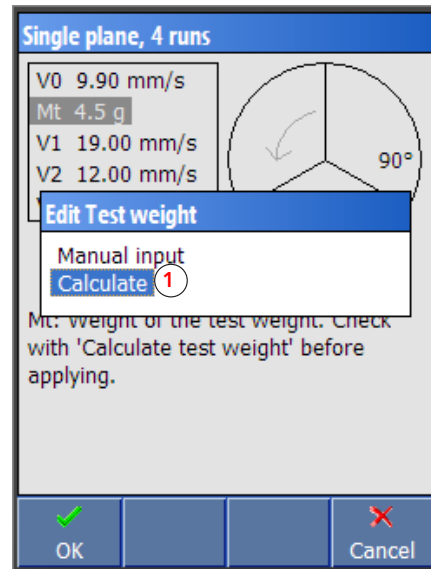 Single plane, 4 runs
V0 9.90 mm/s
Mt 4.5 g
V1 19.00 mm/s
V2 12.00 mm/s
90°
Edit Test weight
Manual input
Calculate 1
Mt: Weight of the test weight. Check
with 'Calculate test weight' before
applying.
OK
Cancel